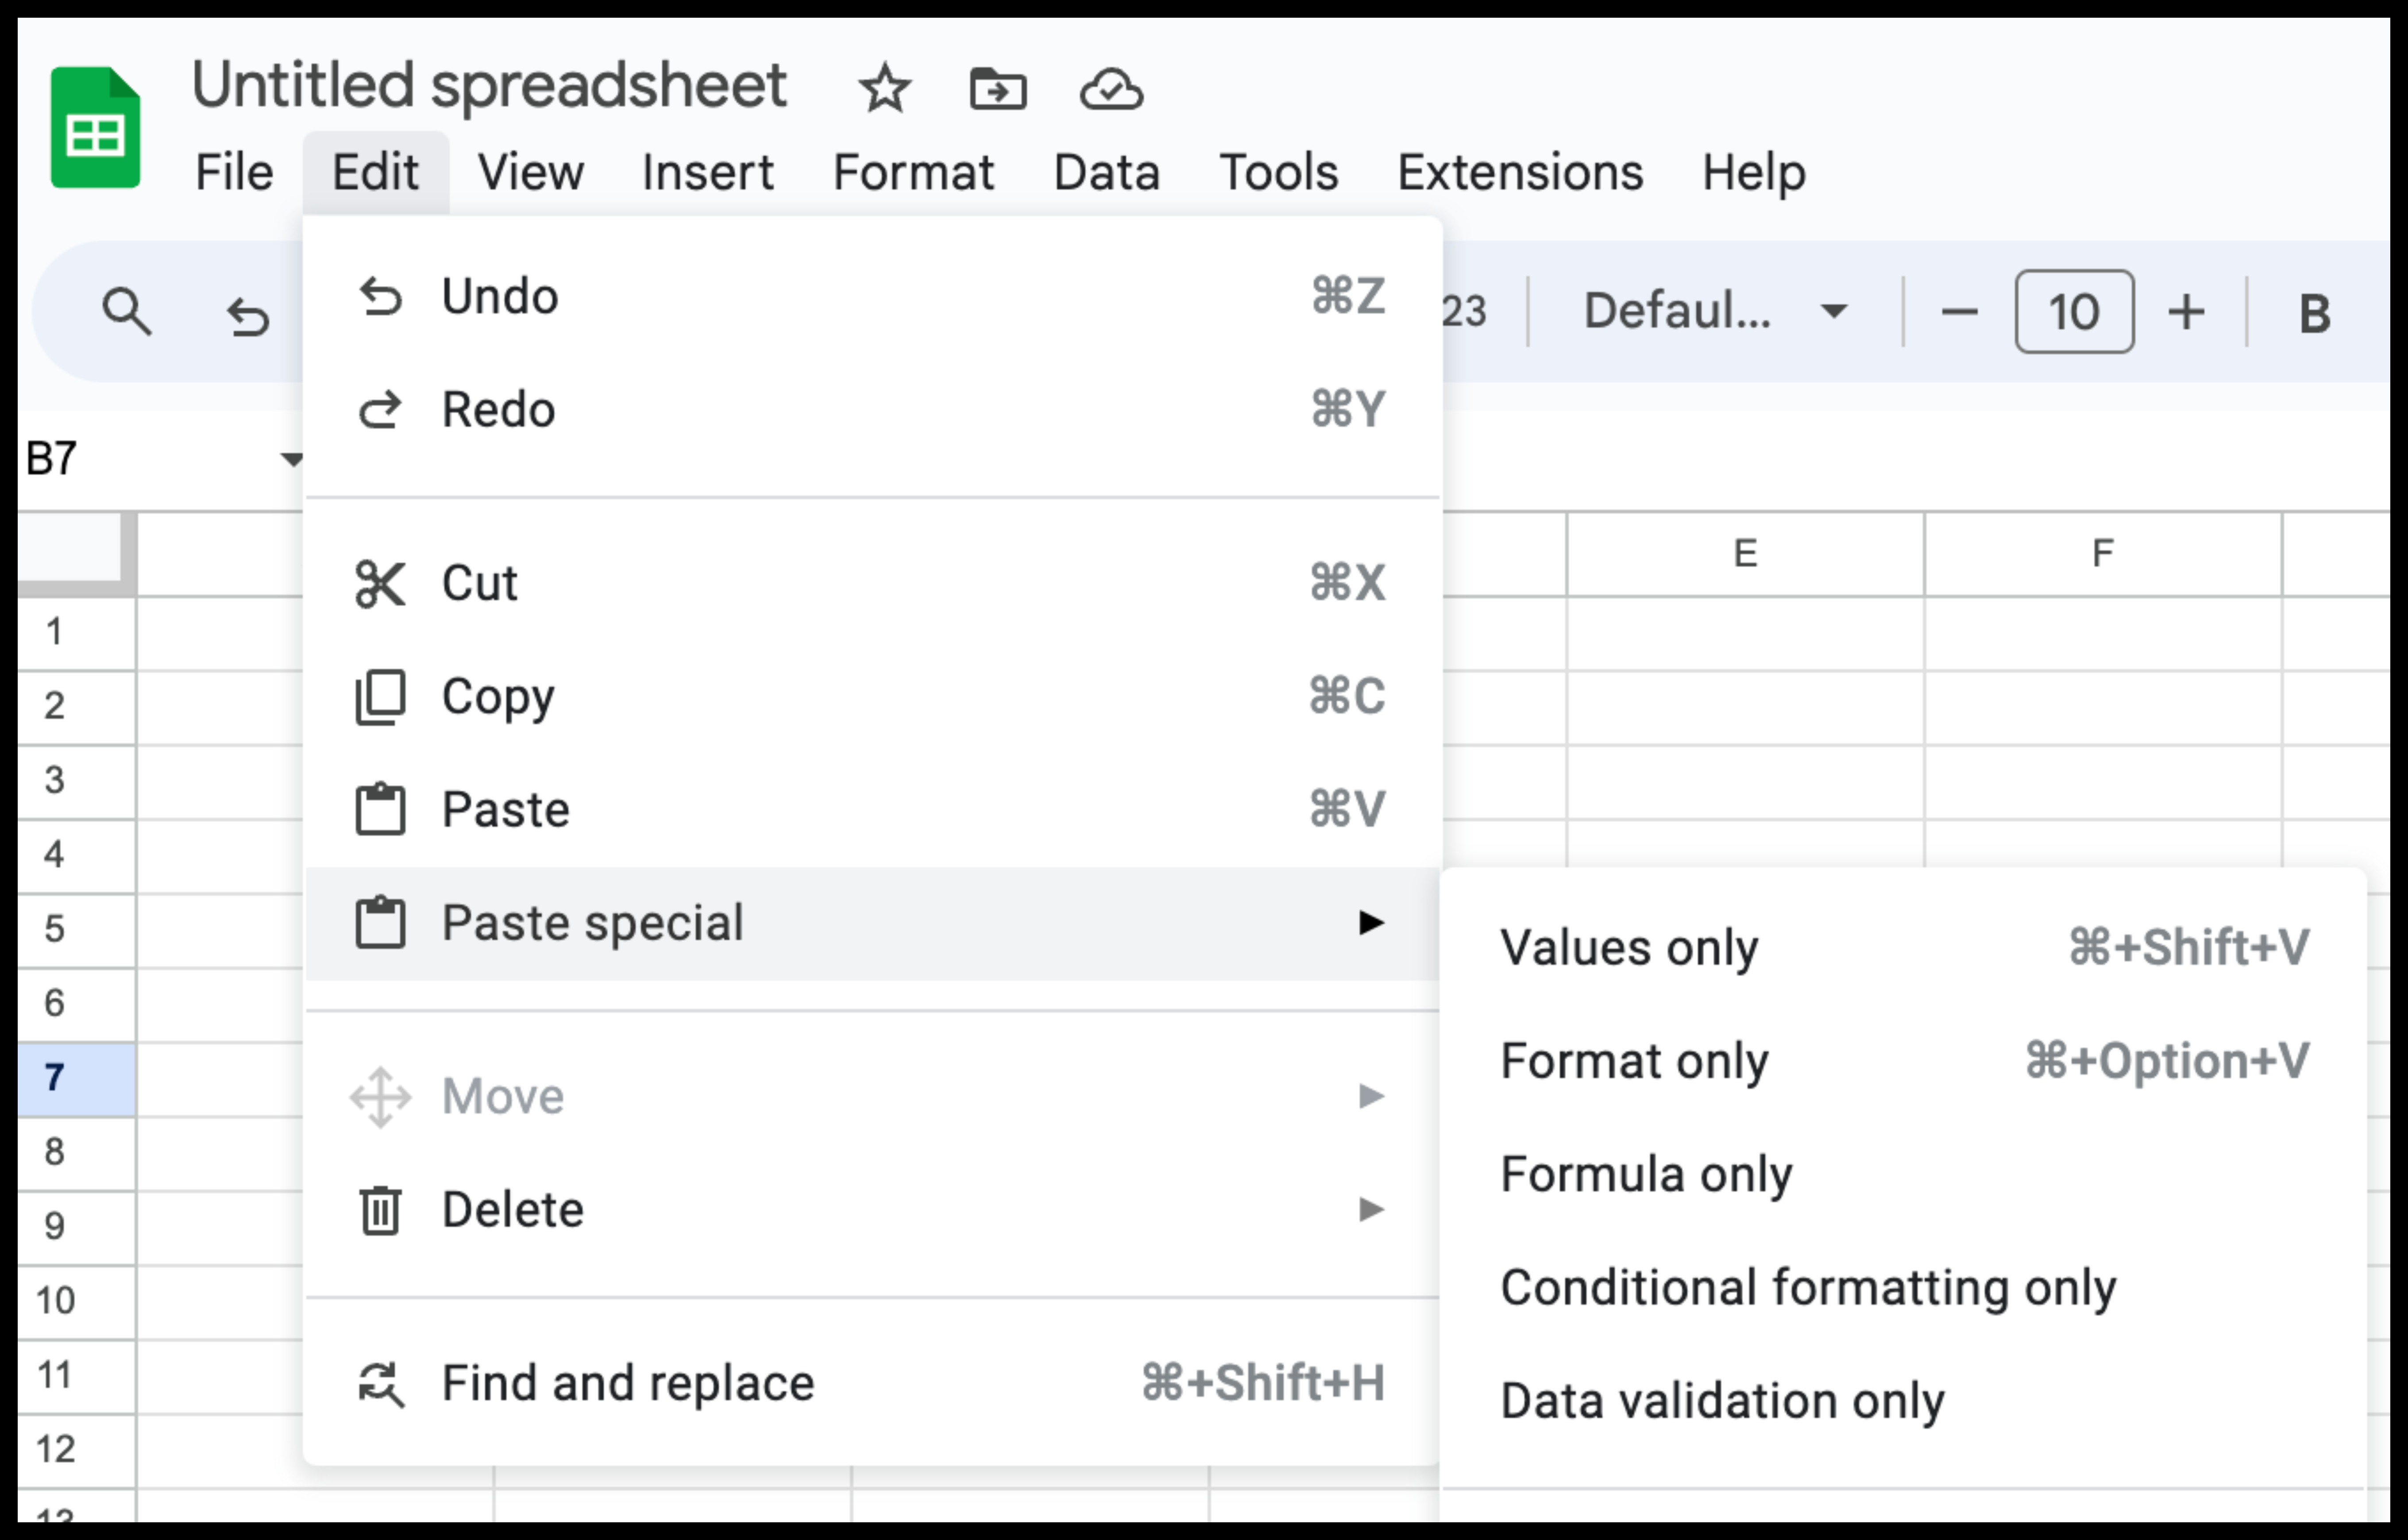 Untitled spreadsheet
File Edit View Insert Format Data Tools Extensions Help
23 Defaul... 10 B
B7
Undo ⌘Z
Redo ⌘Y
Cut ⌘X
Copy ⌘C
Paste ⌘V
Paste special
Move
Delete
Find and replace ⌘+Shift+H
Values only ⌘+Shift+V
Format only ⌘+Option+V
Formula only
Conditional formatting only
Data validation only
E F
1
2
3
4
5
6
7
8
9
10
11
12